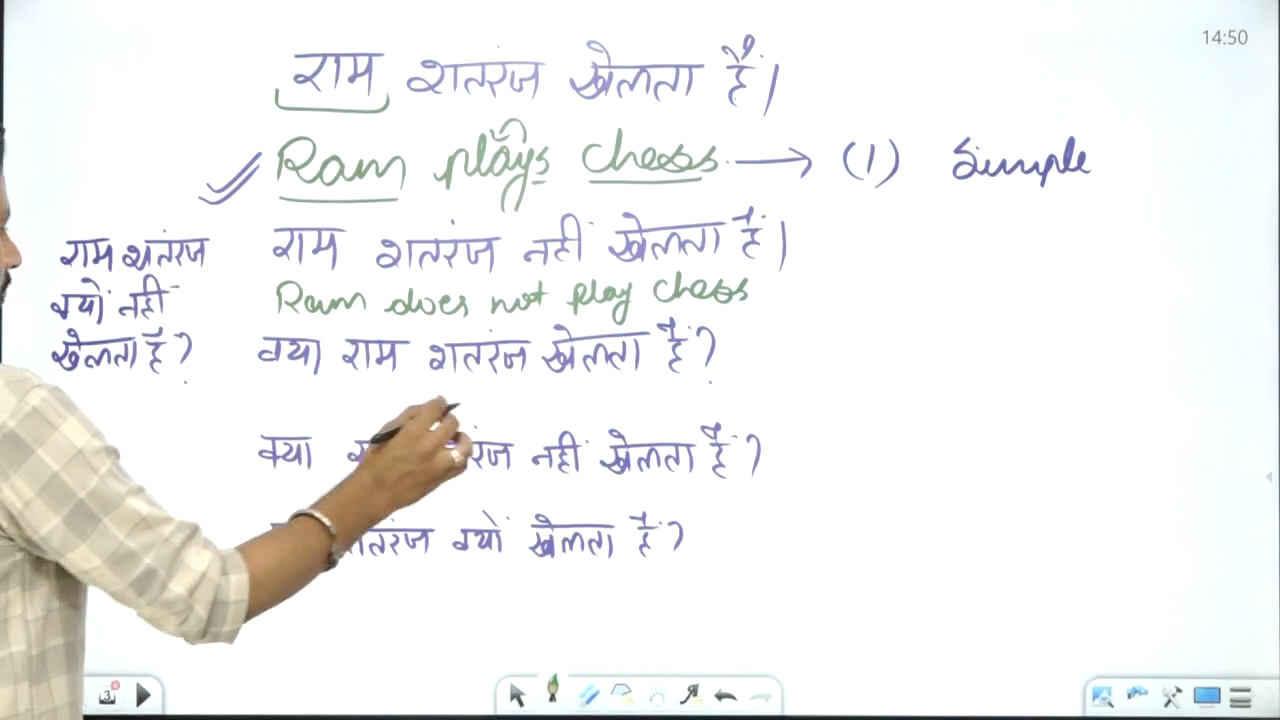 14:50
राम शतरंज खेलता है।
Ram plays chess → (1) Simple
राम शतरंज नहीं खेलता है।
Ram does not play chess
क्या राम शतरंज खेलता है?
क्या रंज नहीं खेलता है?
शतरंज क्यों खेलता है?
राम शतरंज
क्यों नहीं
खेलता है?
3